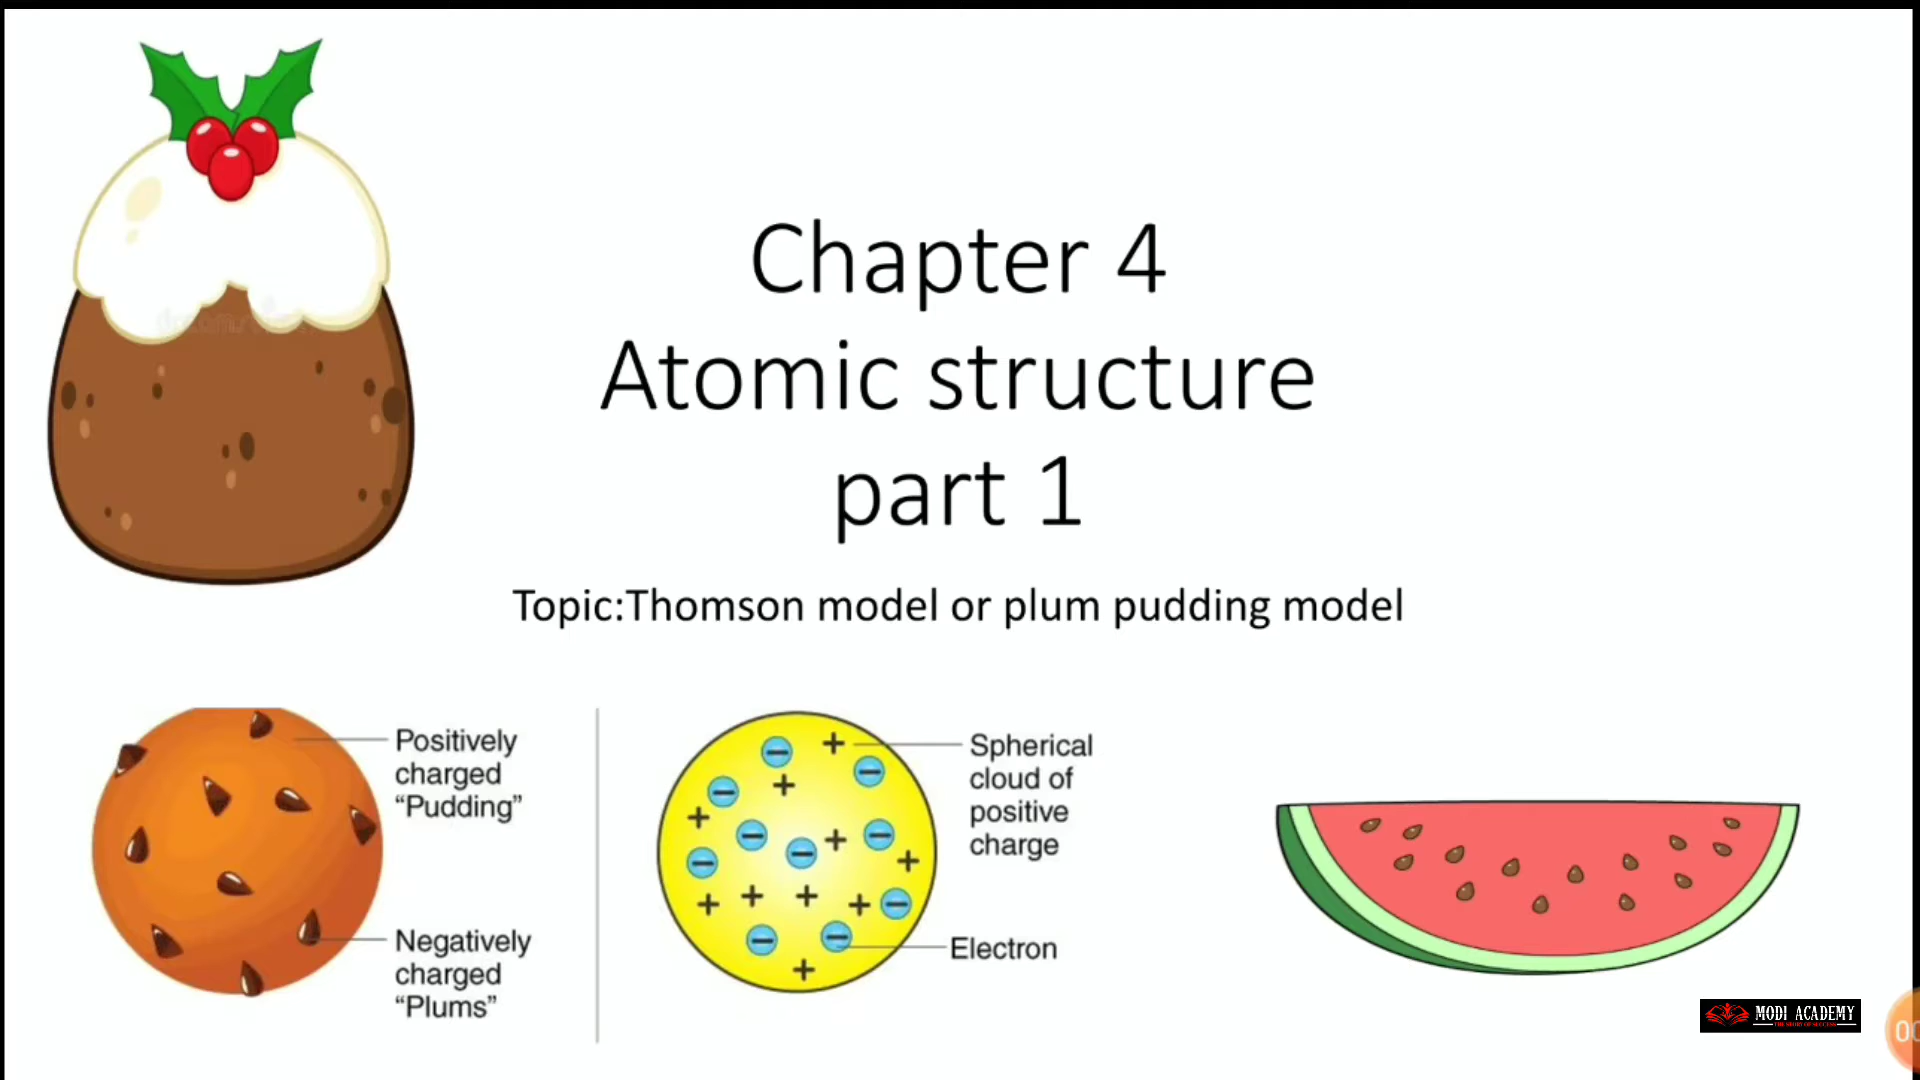 Chapter 4
Atomic structure
part 1
Topic:Thomson model or plum pudding model
Positively
charged
“Pudding”
Negatively
charged
“Plums”
Spherical
cloud of
positive
charge
Electron
MODI ACADEMY